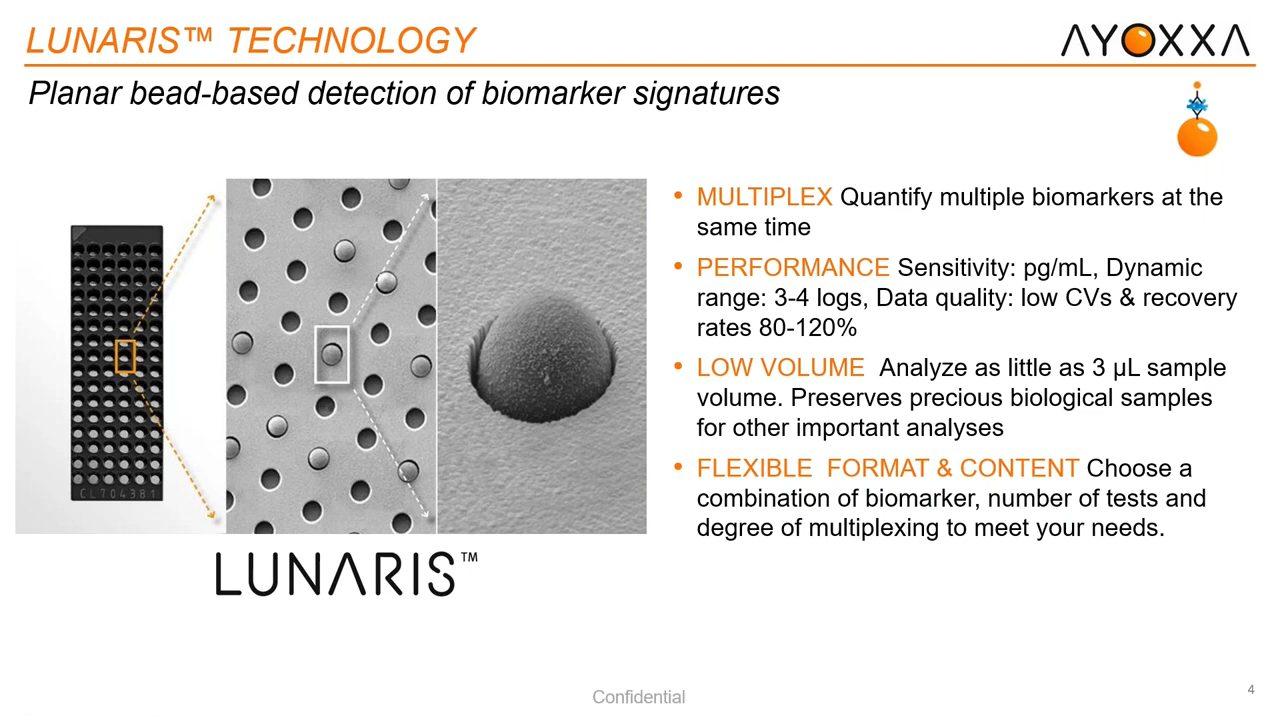 LUNARIS™ TECHNOLOGY
AYOXXA
Planar bead-based detection of biomarker signatures
CL704381
LUNARIS™
• MULTIPLEX Quantify multiple biomarkers at the
same time
• PERFORMANCE Sensitivity: pg/mL, Dynamic
range: 3-4 logs, Data quality: low CVs & recovery
rates 80-120%
• LOW VOLUME Analyze as little as 3 µL sample
volume. Preserves precious biological samples
for other important analyses
• FLEXIBLE FORMAT & CONTENT Choose a
combination of biomarker, number of tests and
degree of multiplexing to meet your needs.
Confidential
4